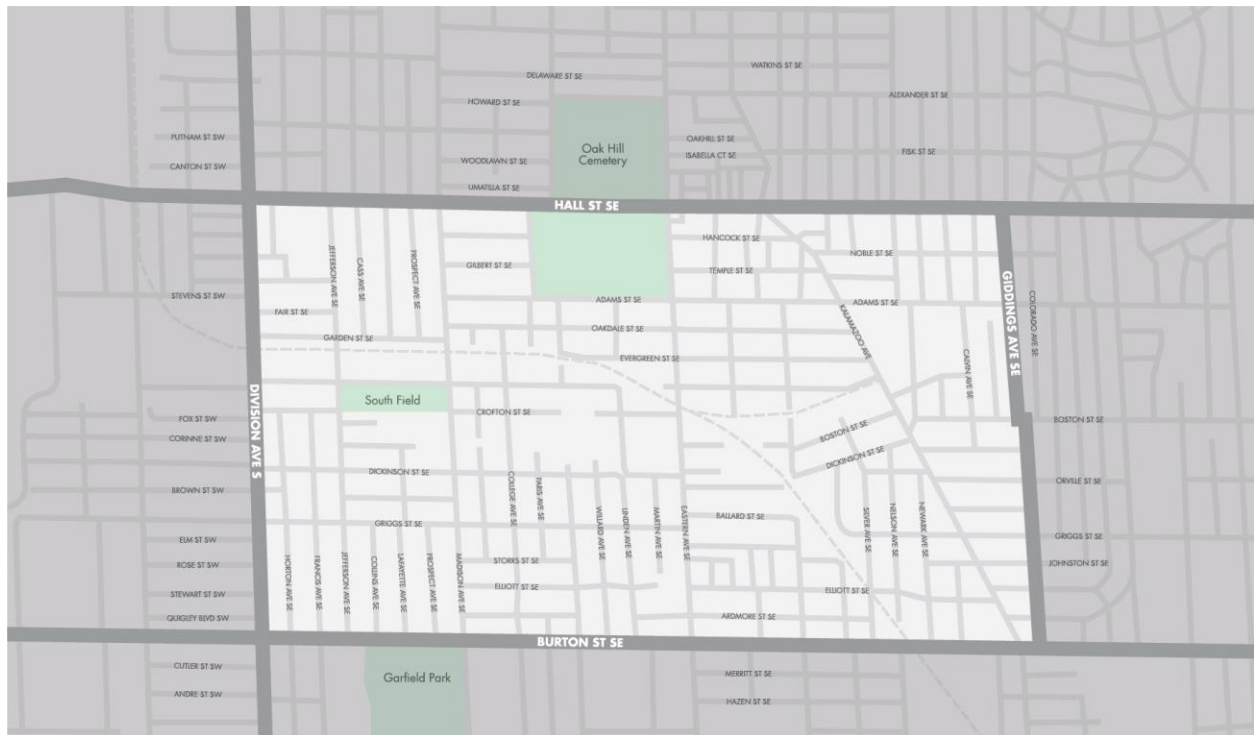 WATKINS ST SE
DELAWARE ST SE
ALEXANDER ST SE
HOWARD ST SE
PUTNAM ST SW
OAKHILL ST SE
Oak Hill
Cemetery
FISK ST SE
ISABELLA CT SE
WOODLAWN ST SE
CANTON ST SW
UMATILLA ST SE
HALL ST SE
HANCOCK ST SE
NOBLE ST SE
JEFFERSON AVE SE
CASS AVE SE
PROSPECT AVE SE
GILBERT ST SE
TEMPLE ST SE
GIDDINGS AVE SE
COLORADO AVE SE
STEVENS ST SW
ADAMS ST SE
ADAMS ST SE
FAIR ST SE
KALAMAZOO AVE
OAKDALE ST SE
GARDEN ST SE
EVERGREEN ST SE
CALVIN AVE SE
DIVISION AVE S
South Field
CROFTON ST SE
FOX ST SW
BOSTON ST SE
BOSTON ST SE
CORINNE ST SW
DICKINSON ST SE
DICKINSON ST SE
ORVILLE ST SE
BROWN ST SW
COLLEGE AVE SE
PARIS AVE SE
WILLARD AVE SE
LINDEN AVE SE
MARTIN AVE SE
EASTERN AVE SE
BALLARD ST SE
SILVER AVE SE
NELSON AVE SE
NEWARK AVE SE
GRIGGS ST SE
GRIGGS ST SE
ELM ST SW
STORRS ST SE
JOHNSTON ST SE
ROSE ST SW
HORTON AVE SE
FRANCIS AVE SE
JEFFERSON AVE SE
COLLINS AVE SE
LAFAYETTE AVE SE
PROSPECT AVE SE
MADISON AVE SE
ELLIOTT ST SE
ELLIOTT ST SE
STEWART ST SW
ARDMORE ST SE
QUIGLEY BLVD SW
BURTON ST SE
CUTLER ST SW
MERRITT ST SE
Garfield Park
ANDRE ST SW
HAZEN ST SE